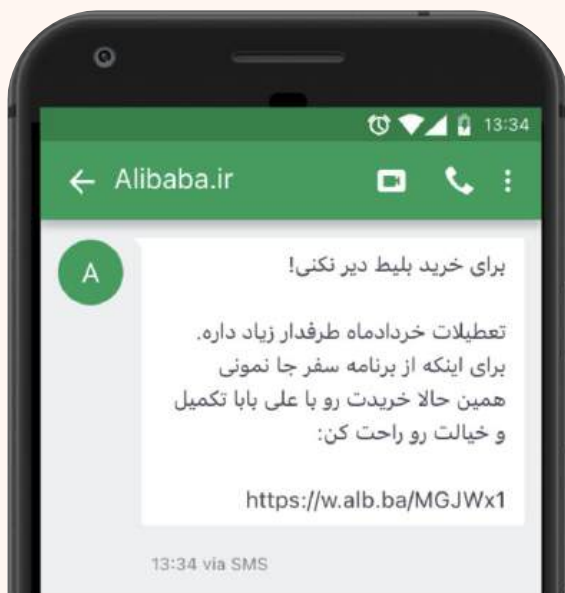 13:34
Alibaba.ir
A
برای خرید بلیط دیر نکنی!
تعطیلات خردادماه طرفدار زیاد داره.
برای اینکه از برنامه سفر جا نمونی
همین حالا خریدت رو با علی بابا تکمیل
و خیالت رو راحت کن:
https://w.alb.ba/MGJWx1
13:34 via SMS